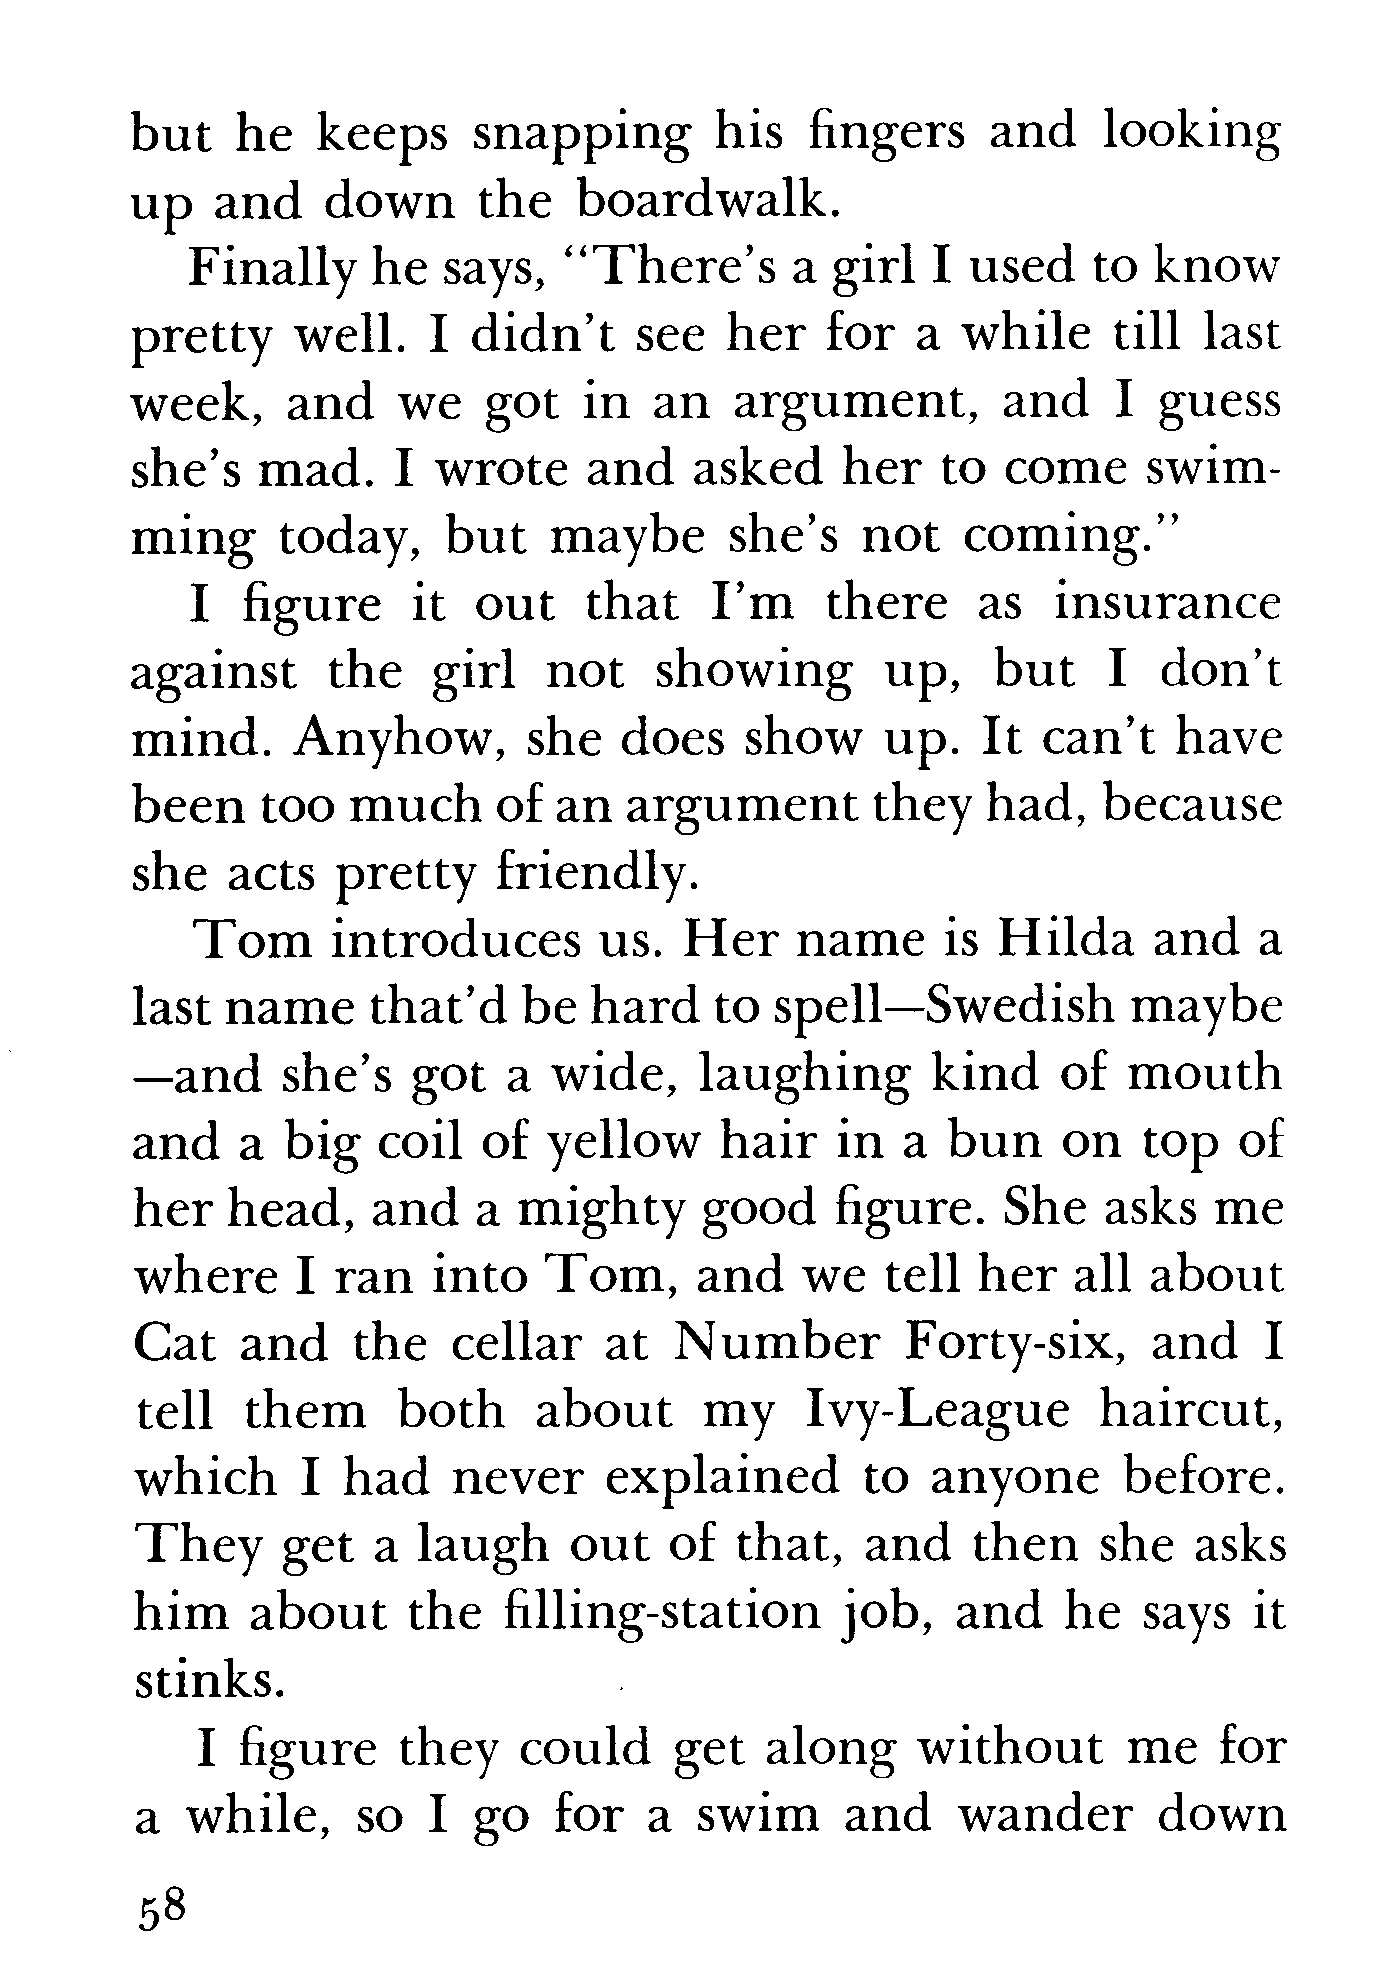 but he keeps snapping his fingers and looking
up and down the boardwalk.
Finally he says, “There’s a girl I used to know
pretty well. I didn’t see her for a while till last
week, and we got in an argument, and I guess
she’s mad. I wrote and asked her to come swim-
ming today, but maybe she’s not coming.”
I figure it out that I’m there as insurance
against the girl not showing up, but I don’t
mind. Anyhow, she does show up. It can’t have
been too much of an argument they had, because
she acts pretty friendly.
Tom introduces us. Her name is Hilda and a
last name that’d be hard to spell—Swedish maybe
—and she’s got a wide, laughing kind of mouth
and a big coil of yellow hair in a bun on top of
her head, and a mighty good figure. She asks me
where I ran into Tom, and we tell her all about
Cat and the cellar at Number Forty-six, and I
tell them both about my Ivy-League haircut,
which I had never explained to anyone before.
They get a laugh out of that, and then she asks
him about the filling-station job, and he says it
stinks.
I figure they could get along without me for
a while, so I go for a swim and wander down
58